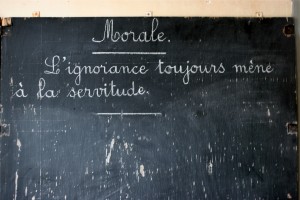 Morale.
L'ignorance toujours mène
à la servitude.